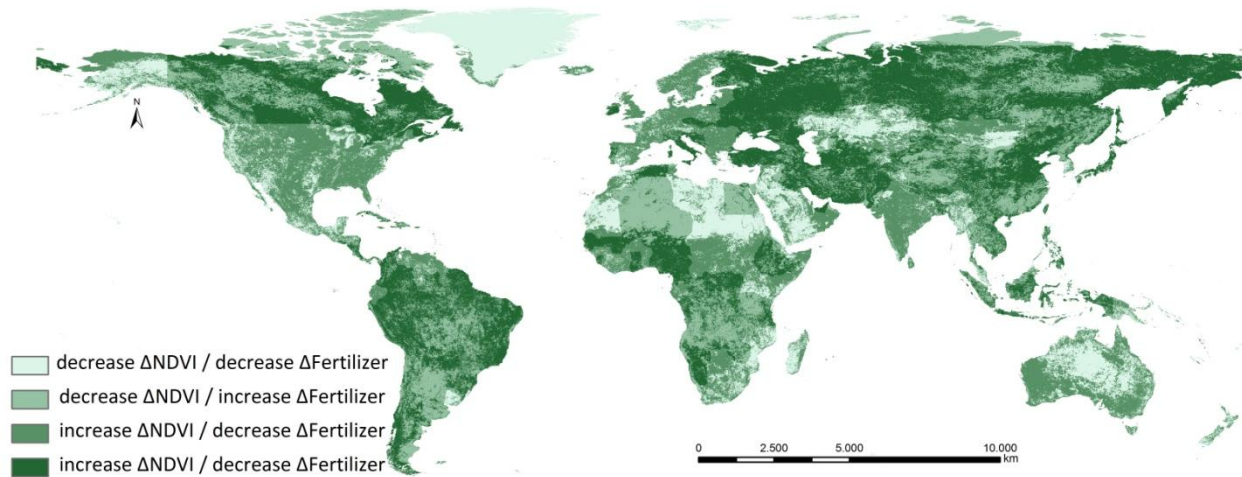 N
decrease ΔNDVI / decrease ΔFertilizer
decrease ΔNDVI / increase ΔFertilizer
increase ΔNDVI / decrease ΔFertilizer
increase ΔNDVI / decrease ΔFertilizer
0 2.500 5.000 10.000
km